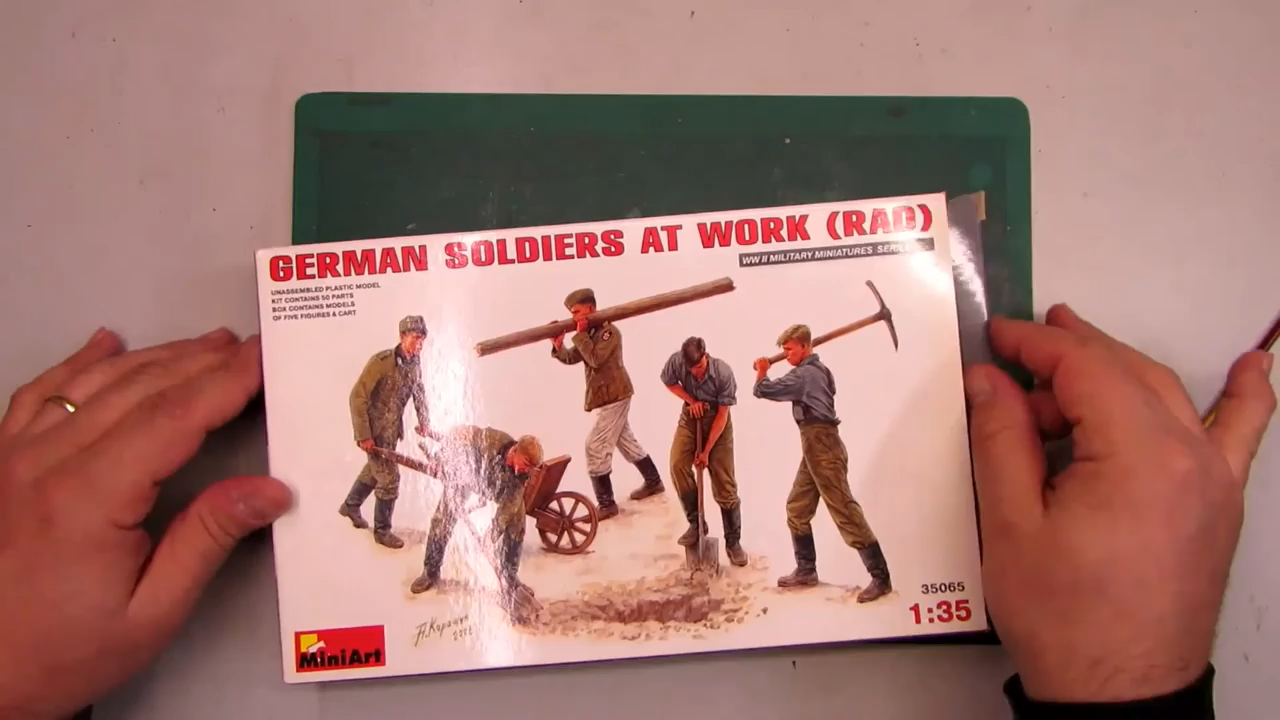 GERMAN SOLDIERS AT WORK (RAD)
WW II MILITARY MINIATURES SERIES
UNASSEMBLED PLASTIC MODEL
KIT CONTAINS 50 PARTS
BOX CONTAINS MODELS
OF FIVE FIGURES & CART
35065
1:35
MiniArt